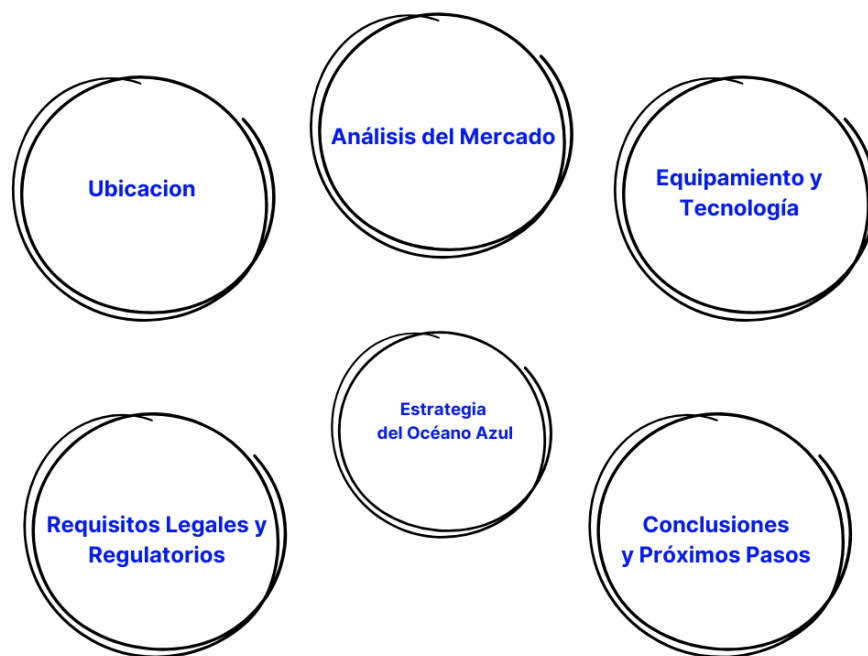 Análisis del Mercado
Ubicacion
Equipamiento y
Tecnología
Estrategia
del Océano Azul
Requisitos Legales y
Regulatorios
Conclusiones
y Próximos Pasos